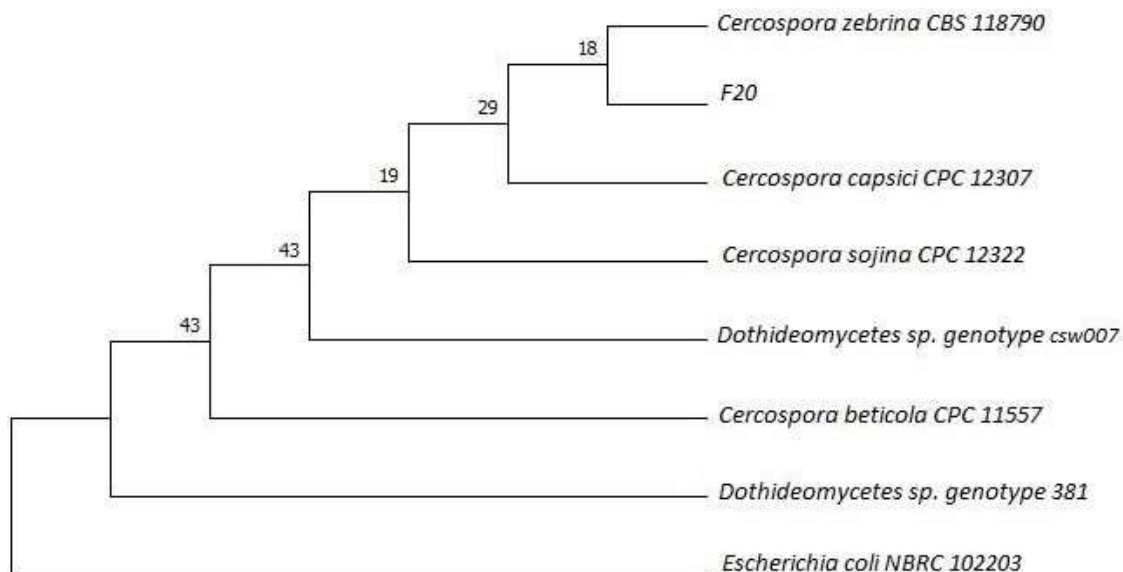 Cercospora zebrina CBS 118790
18
F20
29
Cercospora capsici CPC 12307
19
Cercospora sojina CPC 12322
43
Dothideomycetes sp. genotype csw007
43
Cercospora beticola CPC 11557
Dothideomycetes sp. genotype 381
Escherichia coli NBRC 102203